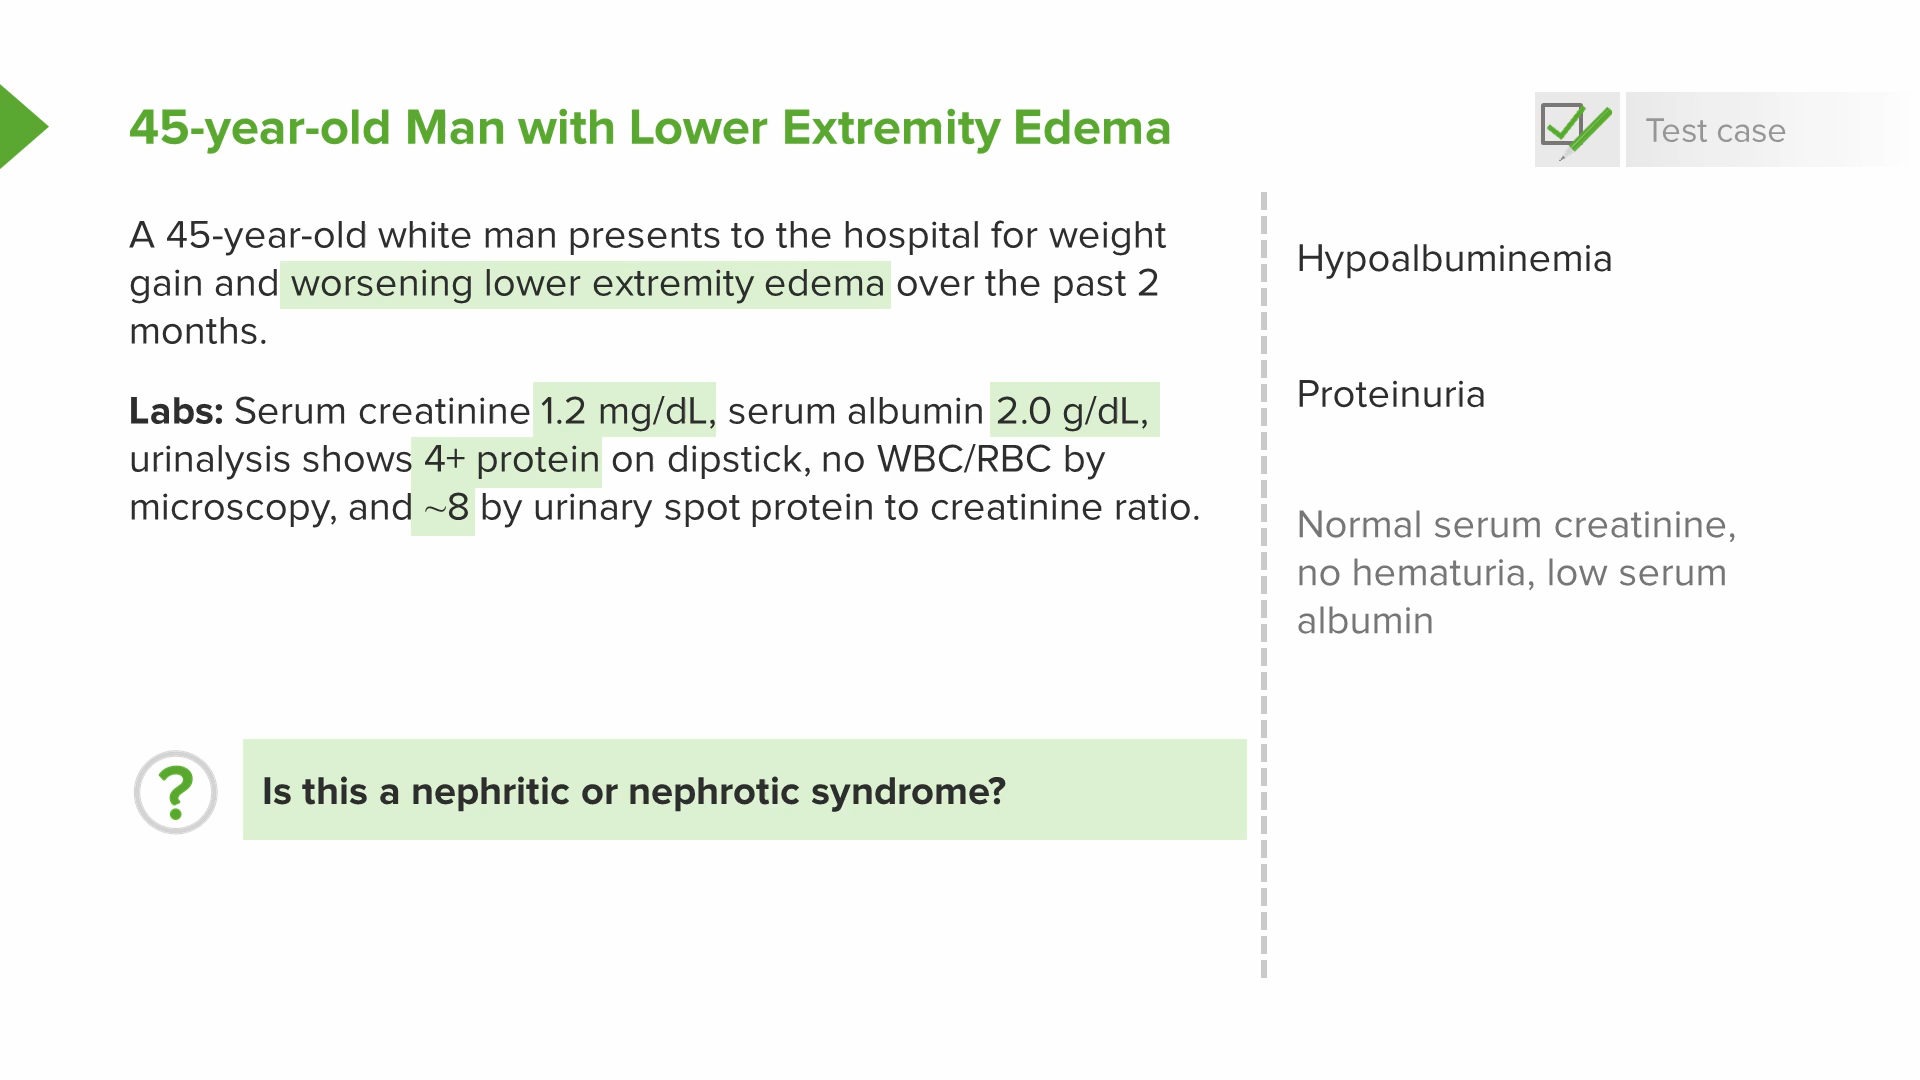 45-year-old Man with Lower Extremity Edema
Test case
A 45-year-old white man presents to the hospital for weight
gain and worsening lower extremity edema over the past 2
months.
Labs: Serum creatinine 1.2 mg/dL, serum albumin 2.0 g/dL,
urinalysis shows 4+ protein on dipstick, no WBC/RBC by
microscopy, and ~8 by urinary spot protein to creatinine ratio.
? Is this a nephritic or nephrotic syndrome?
Hypoalbuminemia
Proteinuria
Normal serum creatinine,
no hematuria, low serum
albumin